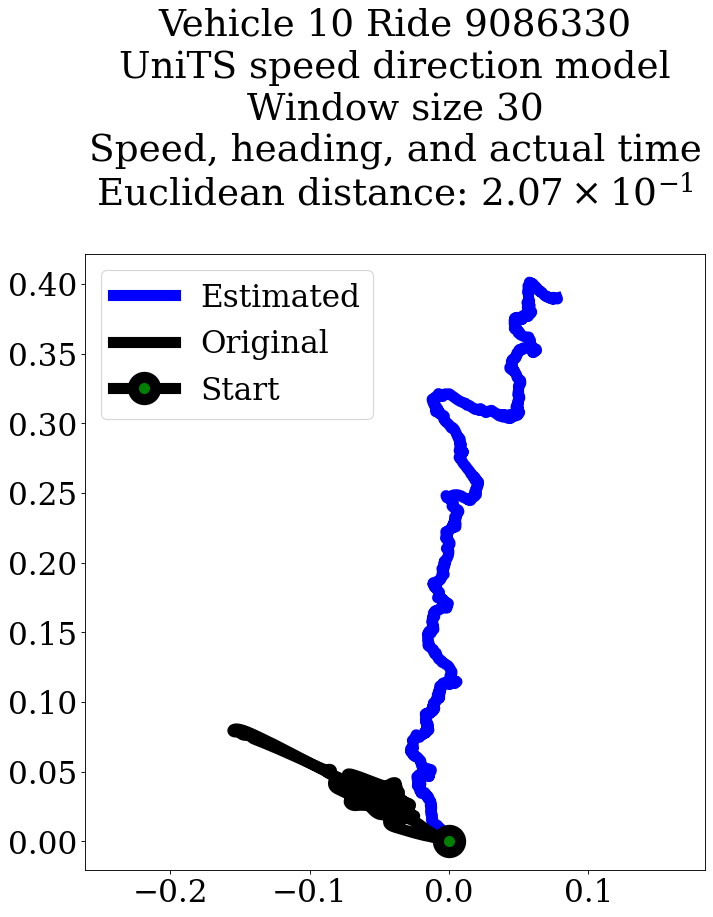 Vehicle 10 Ride 9086330
UniTS speed direction model
Window size 30
Speed, heading, and actual time
Euclidean distance: 2.07 × 10⁻¹
Estimated
Original
Start
0.40
0.35
0.30
0.25
0.20
0.15
0.10
0.05
0.00
−0.2 −0.1 0.0 0.1